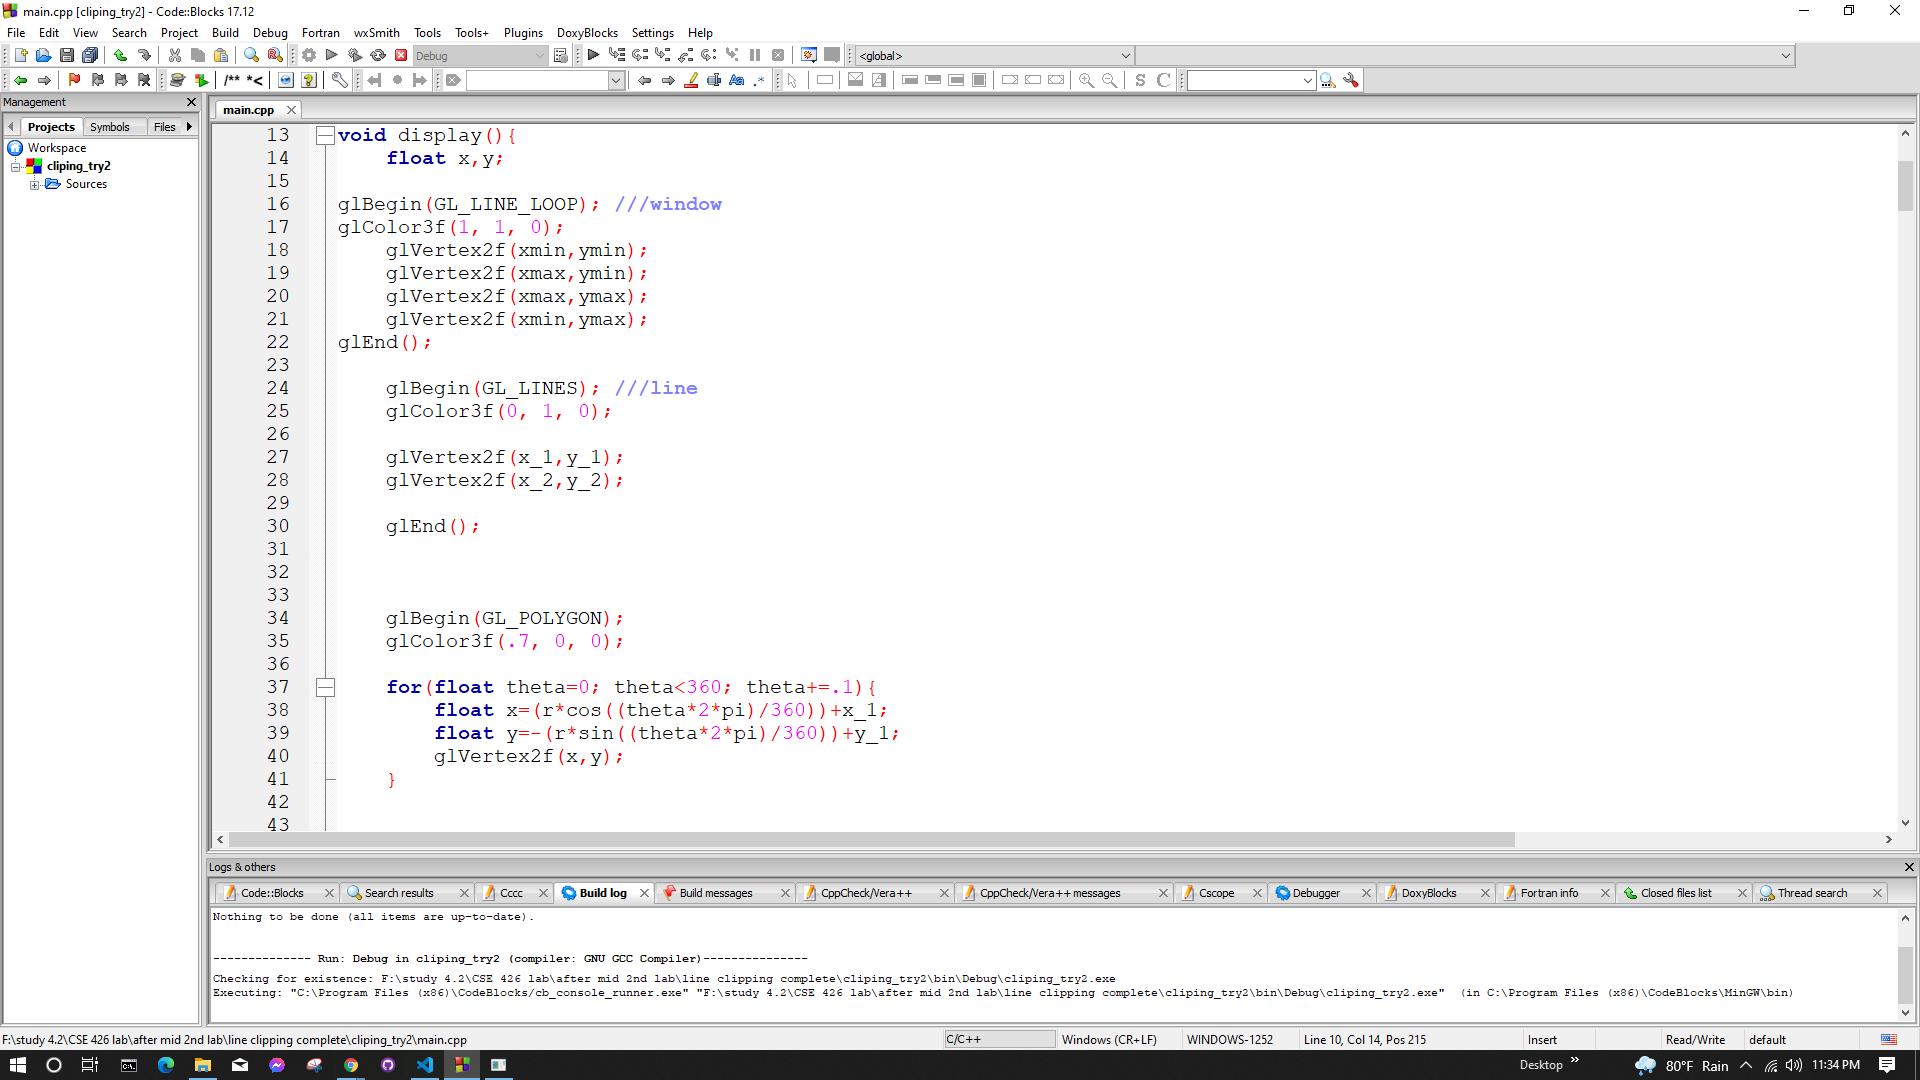 main.cpp [cliping_try2] - Code::Blocks 17.12
File Edit View Search Project Build Debug Fortran wxSmith Tools Tools+ Plugins DoxyBlocks Settings Help
Debug
<global>
/** *<
S C
Management
main.cpp
Projects Symbols Files
Workspace
cliping_try2
Sources
13 void display(){
14 float x,y;
15
16 glBegin(GL_LINE_LOOP); ///window
17 glColor3f(1, 1, 0);
18 glVertex2f(xmin,ymin);
19 glVertex2f(xmax,ymin);
20 glVertex2f(xmax,ymax);
21 glVertex2f(xmin,ymax);
22 glEnd();
23
24 glBegin(GL_LINES); ///line
25 glColor3f(0, 1, 0);
26
27 glVertex2f(x_1,y_1);
28 glVertex2f(x_2,y_2);
29
30 glEnd();
31
32
33
34 glBegin(GL_POLYGON);
35 glColor3f(.7, 0, 0);
36
37 for(float theta=0; theta<360; theta+=.1){
38 float x=(r*cos((theta*2*pi)/360))+x_1;
39 float y=-(r*sin((theta*2*pi)/360))+y_1;
40 glVertex2f(x,y);
41 }
42
43
Logs & others
Code::Blocks Search results Cccc Build log Build messages CppCheck/Vera++ CppCheck/Vera++ messages Cscope Debugger DoxyBlocks Fortran info Closed files list Thread search
Nothing to be done (all items are up-to-date).
-------------- Run: Debug in cliping_try2 (compiler: GNU GCC Compiler)---------------
Checking for existence: F:\study 4.2\CSE 426 lab\after mid 2nd lab\line clipping complete\cliping_try2\bin\Debug\cliping_try2.exe
Executing: "C:\Program Files (x86)\CodeBlocks/cb_console_runner.exe" "F:\study 4.2\CSE 426 lab\after mid 2nd lab\line clipping complete\cliping_try2\bin\Debug\cliping_try2.exe"  (in C:\Program Files (x86)\CodeBlocks\MinGW\bin)
F:\study 4.2\CSE 426 lab\after mid 2nd lab\line clipping complete\cliping_try2\main.cpp C/C++ Windows (CR+LF) WINDOWS-1252 Line 10, Col 14, Pos 215 Insert Read/Write default
Desktop 80°F Rain 11:34 PM